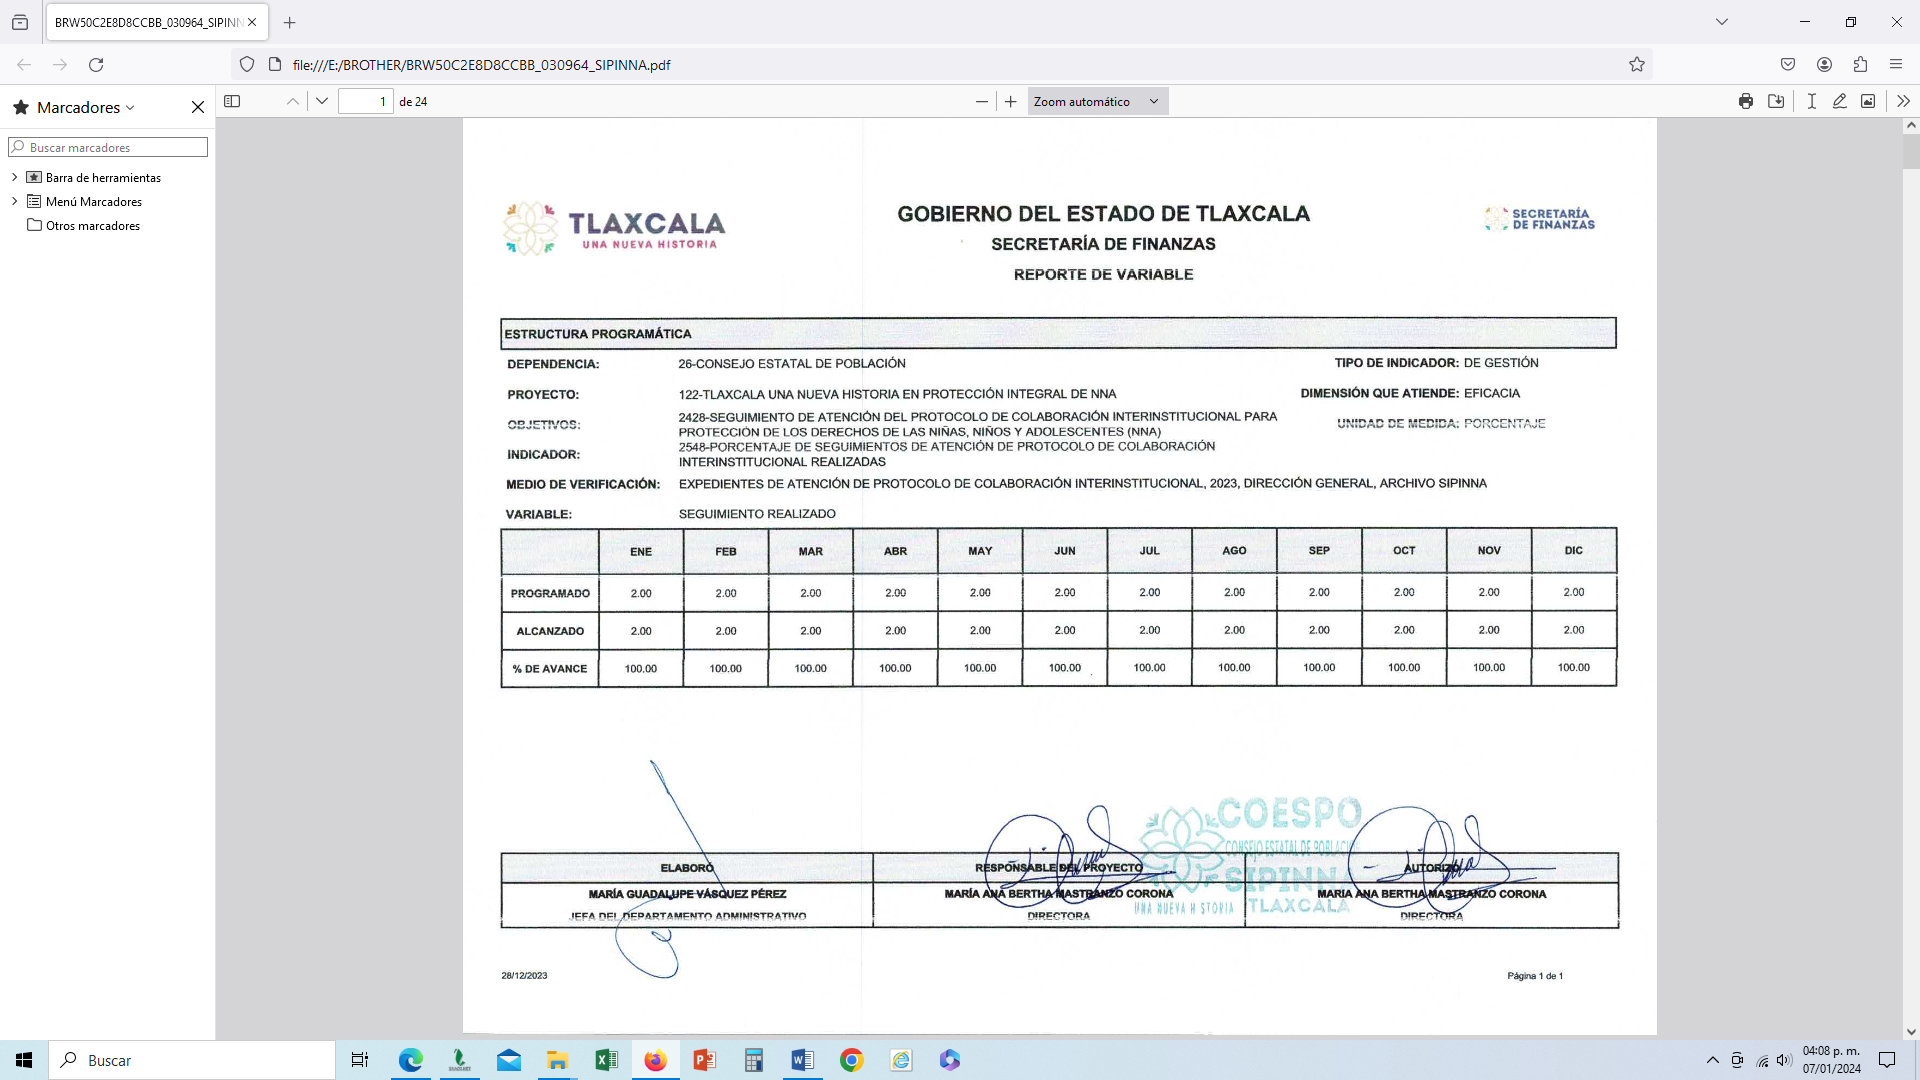 BRW50C2E8D8CCBB_030964_SIPINN
file:///E:/BROTHER/BRW50C2E8D8CCBB_030964_SIPINNA.pdf
Marcadores
1 de 24
Zoom automático
Buscar marcadores
Barra de herramientas
Menú Marcadores
Otros marcadores
TLAXCALA
UNA NUEVA HISTORIA
GOBIERNO DEL ESTADO DE TLAXCALA
SECRETARÍA DE FINANZAS
REPORTE DE VARIABLE
SECRETARÍA
DE FINANZAS
ESTRUCTURA PROGRAMÁTICA
DEPENDENCIA: 26-CONSEJO ESTATAL DE POBLACIÓN TIPO DE INDICADOR: DE GESTIÓN
PROYECTO: 122-TLAXCALA UNA NUEVA HISTORIA EN PROTECCIÓN INTEGRAL DE NNA DIMENSIÓN QUE ATIENDE: EFICACIA
OBJETIVOS: 2428-SEGUIMIENTO DE ATENCIÓN DEL PROTOCOLO DE COLABORACIÓN INTERINSTITUCIONAL PARA
PROTECCIÓN DE LOS DERECHOS DE LAS NIÑAS, NIÑOS Y ADOLESCENTES (NNA) UNIDAD DE MEDIDA: PORCENTAJE
INDICADOR: 2548-PORCENTAJE DE SEGUIMIENTOS DE ATENCIÓN DE PROTOCOLO DE COLABORACIÓN
INTERINSTITUCIONAL REALIZADAS
MEDIO DE VERIFICACIÓN: EXPEDIENTES DE ATENCIÓN DE PROTOCOLO DE COLABORACIÓN INTERINSTITUCIONAL, 2023, DIRECCIÓN GENERAL, ARCHIVO SIPINNA
VARIABLE: SEGUIMIENTO REALIZADO
ENE FEB MAR ABR MAY JUN JUL AGO SEP OCT NOV DIC
PROGRAMADO 2.00 2.00 2.00 2.00 2.00 2.00 2.00 2.00 2.00 2.00 2.00 2.00
ALCANZADO 2.00 2.00 2.00 2.00 2.00 2.00 2.00 2.00 2.00 2.00 2.00 2.00
% DE AVANCE 100.00 100.00 100.00 100.00 100.00 100.00 100.00 100.00 100.00 100.00 100.00 100.00
COESPO
CONSEJO ESTATAL DE POBLACIÓ
SIPINN
UNA NUEVA HISTORIA TLAXCALA
ELABORÓ RESPONSABLE DEL PROYECTO AUTORIZÓ
MARÍA GUADALUPE VÁSQUEZ PÉREZ MARÍA ANA BERTHA MASTRANZO CORONA MARÍA ANA BERTHA MASTRANZO CORONA
JEFA DEL DEPARTAMENTO ADMINISTRATIVO DIRECTORA DIRECTORA
28/12/2023 Página 1 de 1
Buscar
04:08 p. m.
07/01/2024